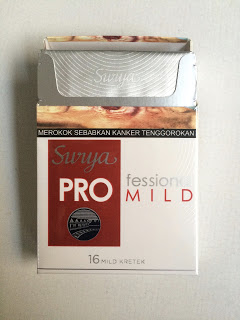 Surya
MEROKOK SEBABKAN KANKER TENGGOROKAN
Surya
PRO fessional
MILD
16 MILD KRETEK